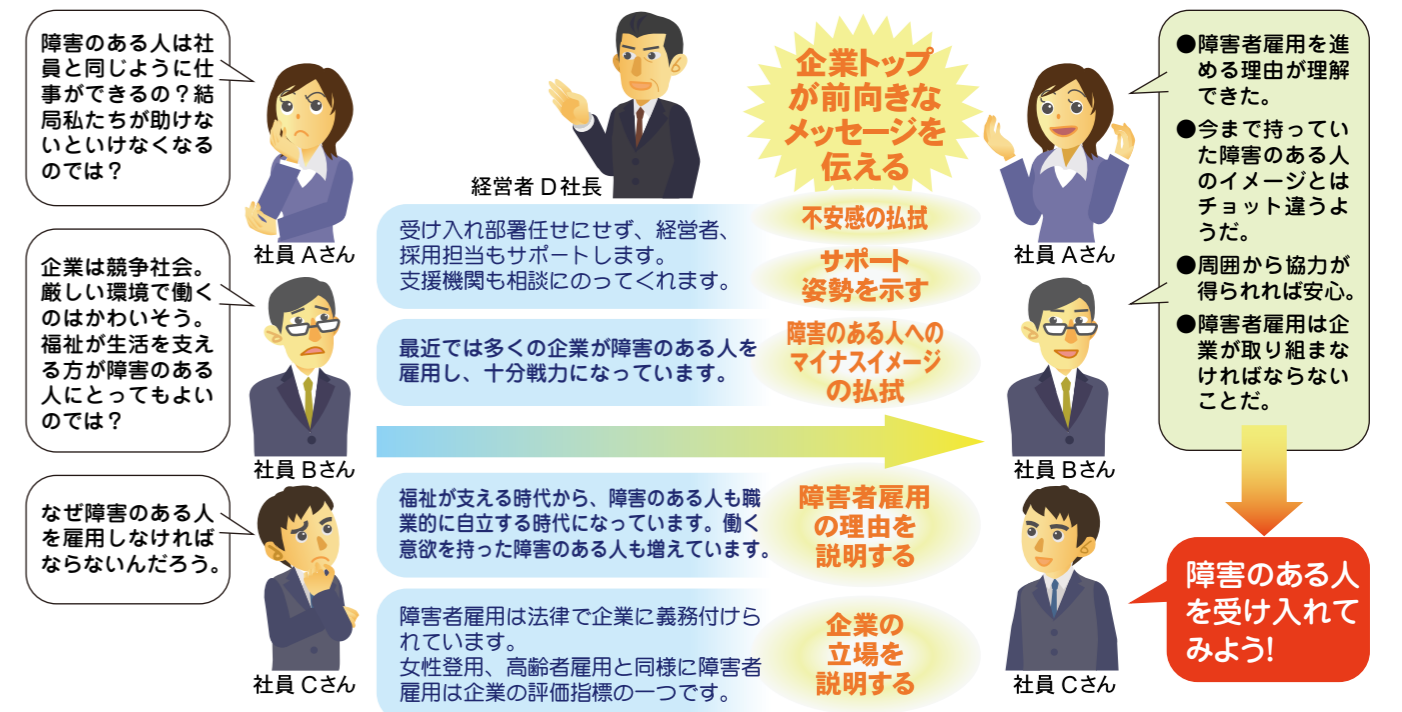 障害のある人は社
員と同じように仕
事ができるの？結
局私たちが助けな
いといけなくなる
のでは？
社員 Aさん
企業は競争社会。
厳しい環境で働く
のはかわいそう。
福祉が生活を支え
る方が障害のある
人にとってもよい
のでは？
社員 Bさん
なぜ障害のある人
を雇用しなければ
ならないんだろう。
社員 Cさん
経営者 D社長
企業トップ
が前向きな
メッセージを
伝える
受け入れ部署任せにせず、経営者、
採用担当もサポートします。
支援機関も相談にのってくれます。
不安感の払拭
サポート
姿勢を示す
最近では多くの企業が障害のある人を
雇用し、十分戦力になっています。
障害のある人への
マイナスイメージ
の払拭
福祉が支える時代から、障害のある人も職
業的に自立する時代になっています。働く
意欲を持った障害のある人も増えています。
障害者雇用
の理由を
説明する
障害者雇用は法律で企業に義務付けら
れています。
女性登用、高齢者雇用と同様に障害者
雇用は企業の評価指標の一つです。
企業の
立場を
説明する
社員 Aさん
社員 Bさん
社員 Cさん
●障害者雇用を進
める理由が理解
できた。
●今まで持ってい
た障害のある人
のイメージとは
チョット違うよ
うだ。
●周囲から協力が
得られれば安心。
●障害者雇用は企
業が取り組まな
ければならない
ことだ。
障害のある人
を受け入れて
みよう!